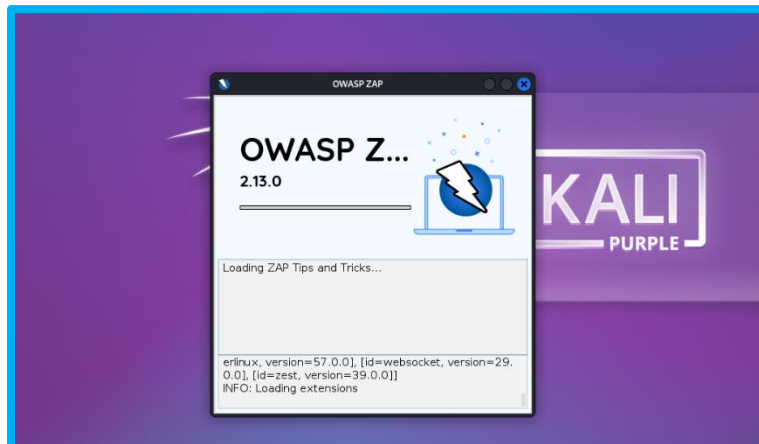 OWASP ZAP
OWASP Z...
2.13.0
KALI
PURPLE
Loading ZAP Tips and Tricks...
erlinux, version=57.0.0], [id=websocket, version=29.
0.0], [id=zest, version=39.0.0]]
INFO: Loading extensions